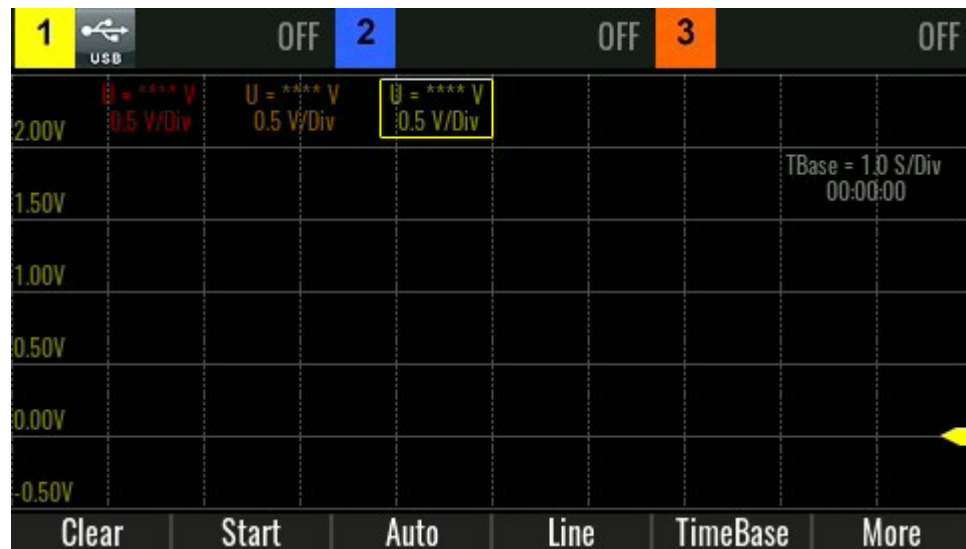 1 USB OFF 2 OFF 3 OFF
U = **** V U = **** V U = **** V
0.5 V/Div 0.5 V/Div 0.5 V/Div
2.00V
TBase = 1.0 S/Div
00:00:00
1.50V
1.00V
0.50V
0.00V
-0.50V
Clear Start Auto Line TimeBase More